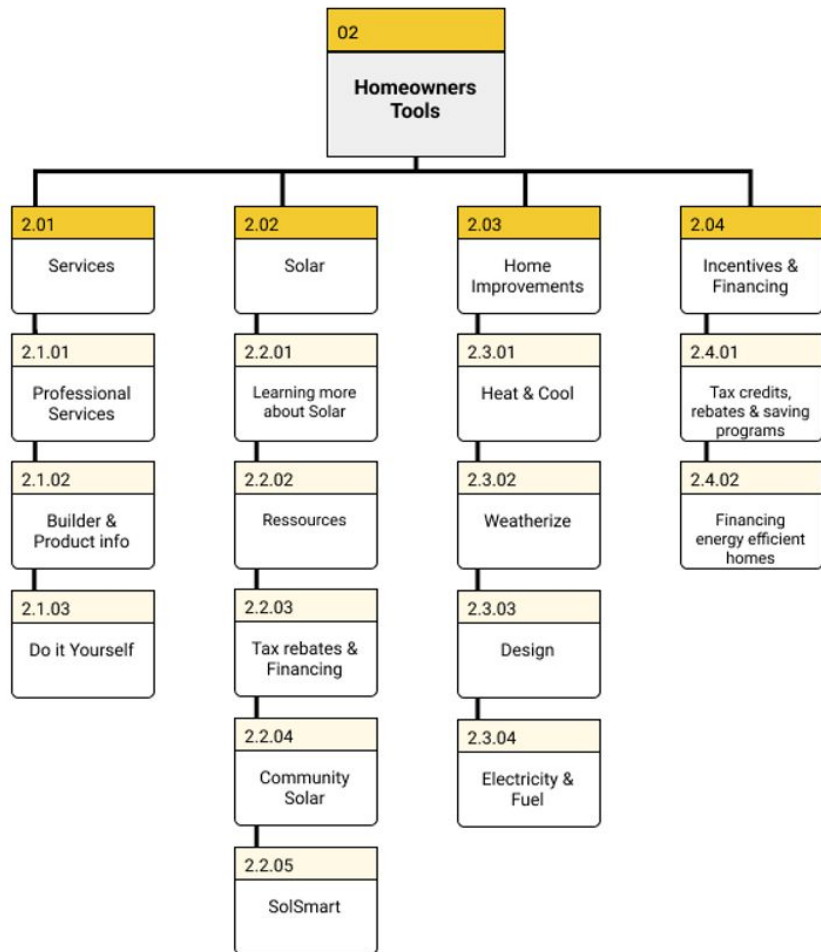 02
Homeowners
Tools
2.01
Services
2.1.01
Professional
Services
2.1.02
Builder &
Product info
2.1.03
Do it Yourself
2.02
Solar
2.2.01
Learning more
about Solar
2.2.02
Ressources
2.2.03
Tax rebates &
Financing
2.2.04
Community
Solar
2.2.05
SolSmart
2.03
Home
Improvements
2.3.01
Heat & Cool
2.3.02
Weatherize
2.3.03
Design
2.3.04
Electricity &
Fuel
2.04
Incentives &
Financing
2.4.01
Tax credits,
rebates & saving
programs
2.4.02
Financing
energy efficient
homes